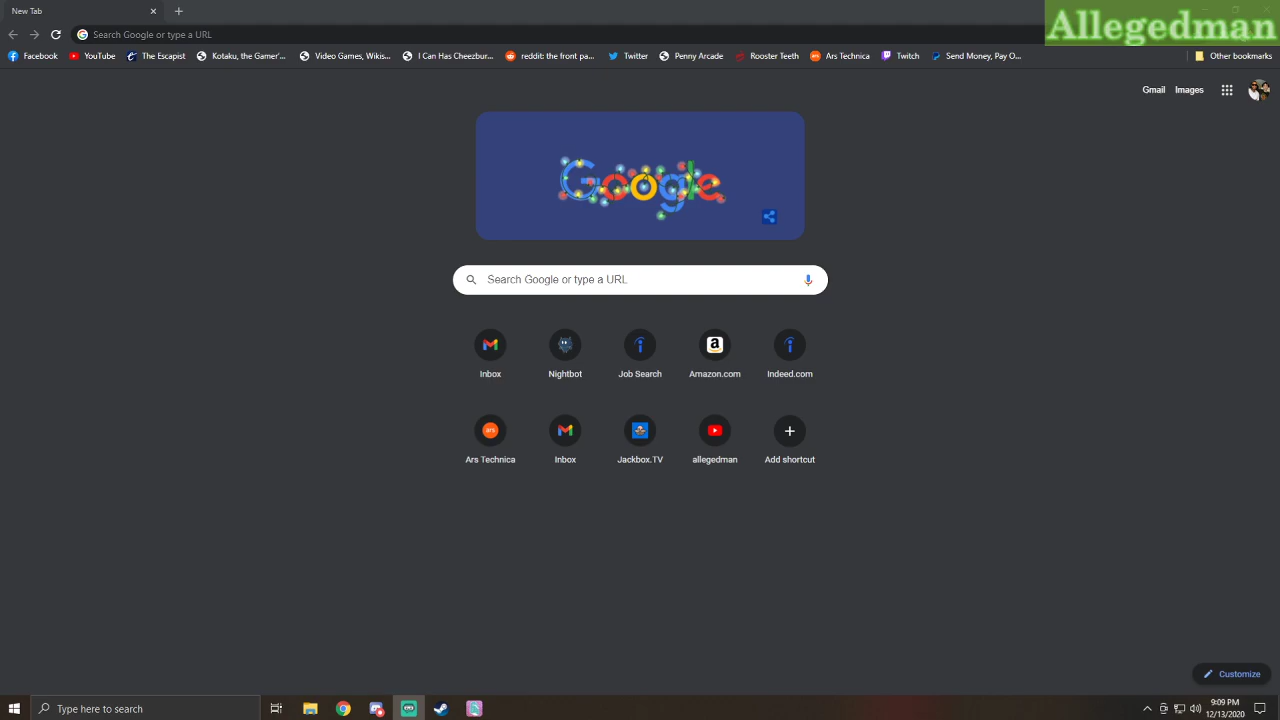 New Tab
Allegedman
Search Google or type a URL
Facebook YouTube The Escapist Kotaku, the Gamer'... Video Games, Wikis... I Can Has Cheezbur... reddit: the front pa... Twitter Penny Arcade Rooster Teeth Ars Technica Twitch Send Money, Pay O... Other bookmarks
Gmail Images
Google
Search Google or type a URL
Inbox Nightbot Job Search Amazon.com Indeed.com
ars
Ars Technica Inbox Jackbox.TV allegedman Add shortcut
Customize
Type here to search
9:09 PM
12/13/2020